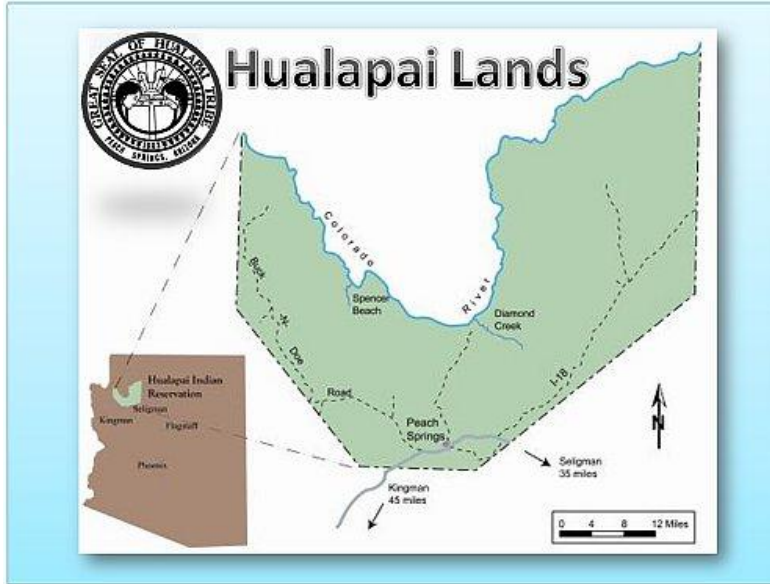 GREAT SEAL OF HUALAPAI TRIBE
PEACH SPRINGS, ARIZONA
Hualapai Lands
Colorado
River
Spencer
Beach
Diamond
Creek
Buck
-N-
Doe
Road
I-18
Peach
Springs
Hualapai Indian
Reservation
Seligman
Kingman
Flagstaff
Phoenix
N
Seligman
35 miles
Kingman
45 miles
0 4 8 12 Miles